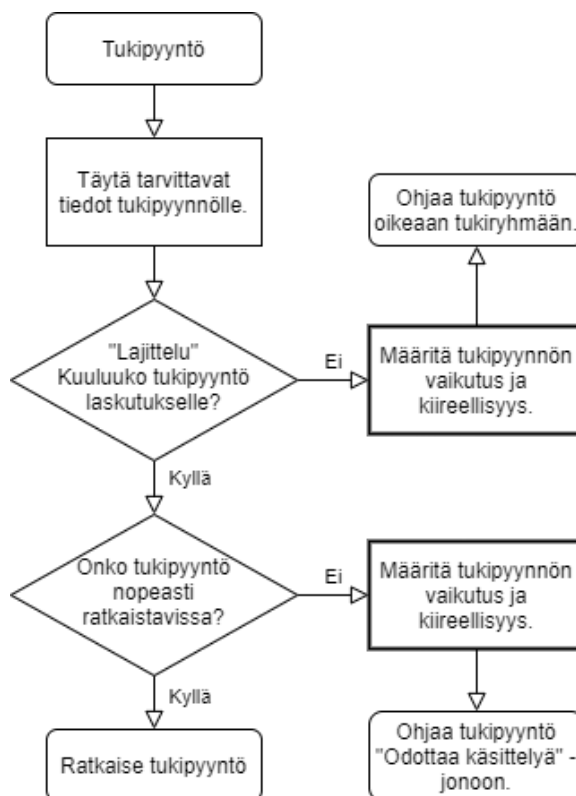 Tukipyyntö
Täytä tarvittavat
tiedot tukipyynnölle.
Ohjaa tukipyyntö
oikeaan tukiryhmään.
"Lajittelu"
Kuuluuko tukipyyntö
laskutukselle?
Ei
Määritä tukipyynnön
vaikutus ja
kiireellisyys.
Kyllä
Onko tukipyyntö
nopeasti
ratkaistavissa?
Ei
Määritä tukipyynnön
vaikutus ja
kiireellisyys.
Kyllä
Ratkaise tukipyyntö
Ohjaa tukipyyntö
"Odottaa käsittelyä" -
jonoon.